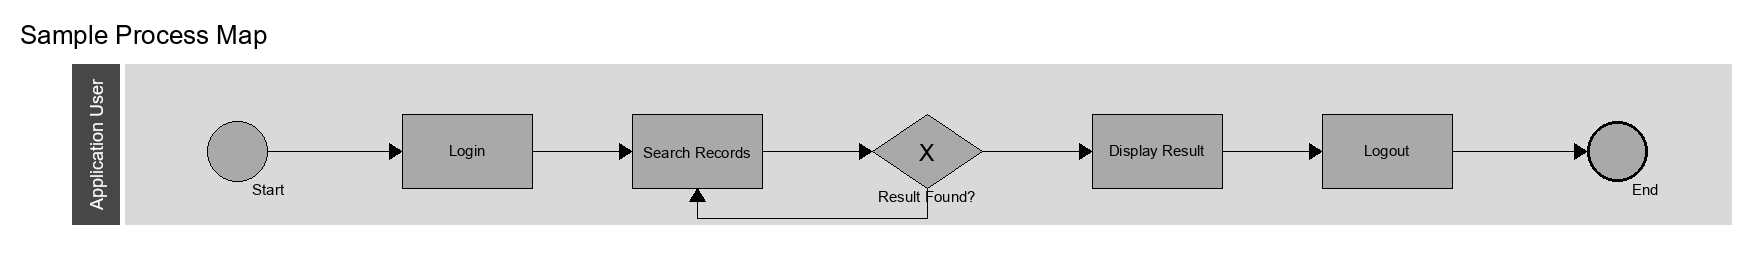 Sample Process Map
Application User
Start
Login
Search Records
X
Result Found?
Display Result
Logout
End